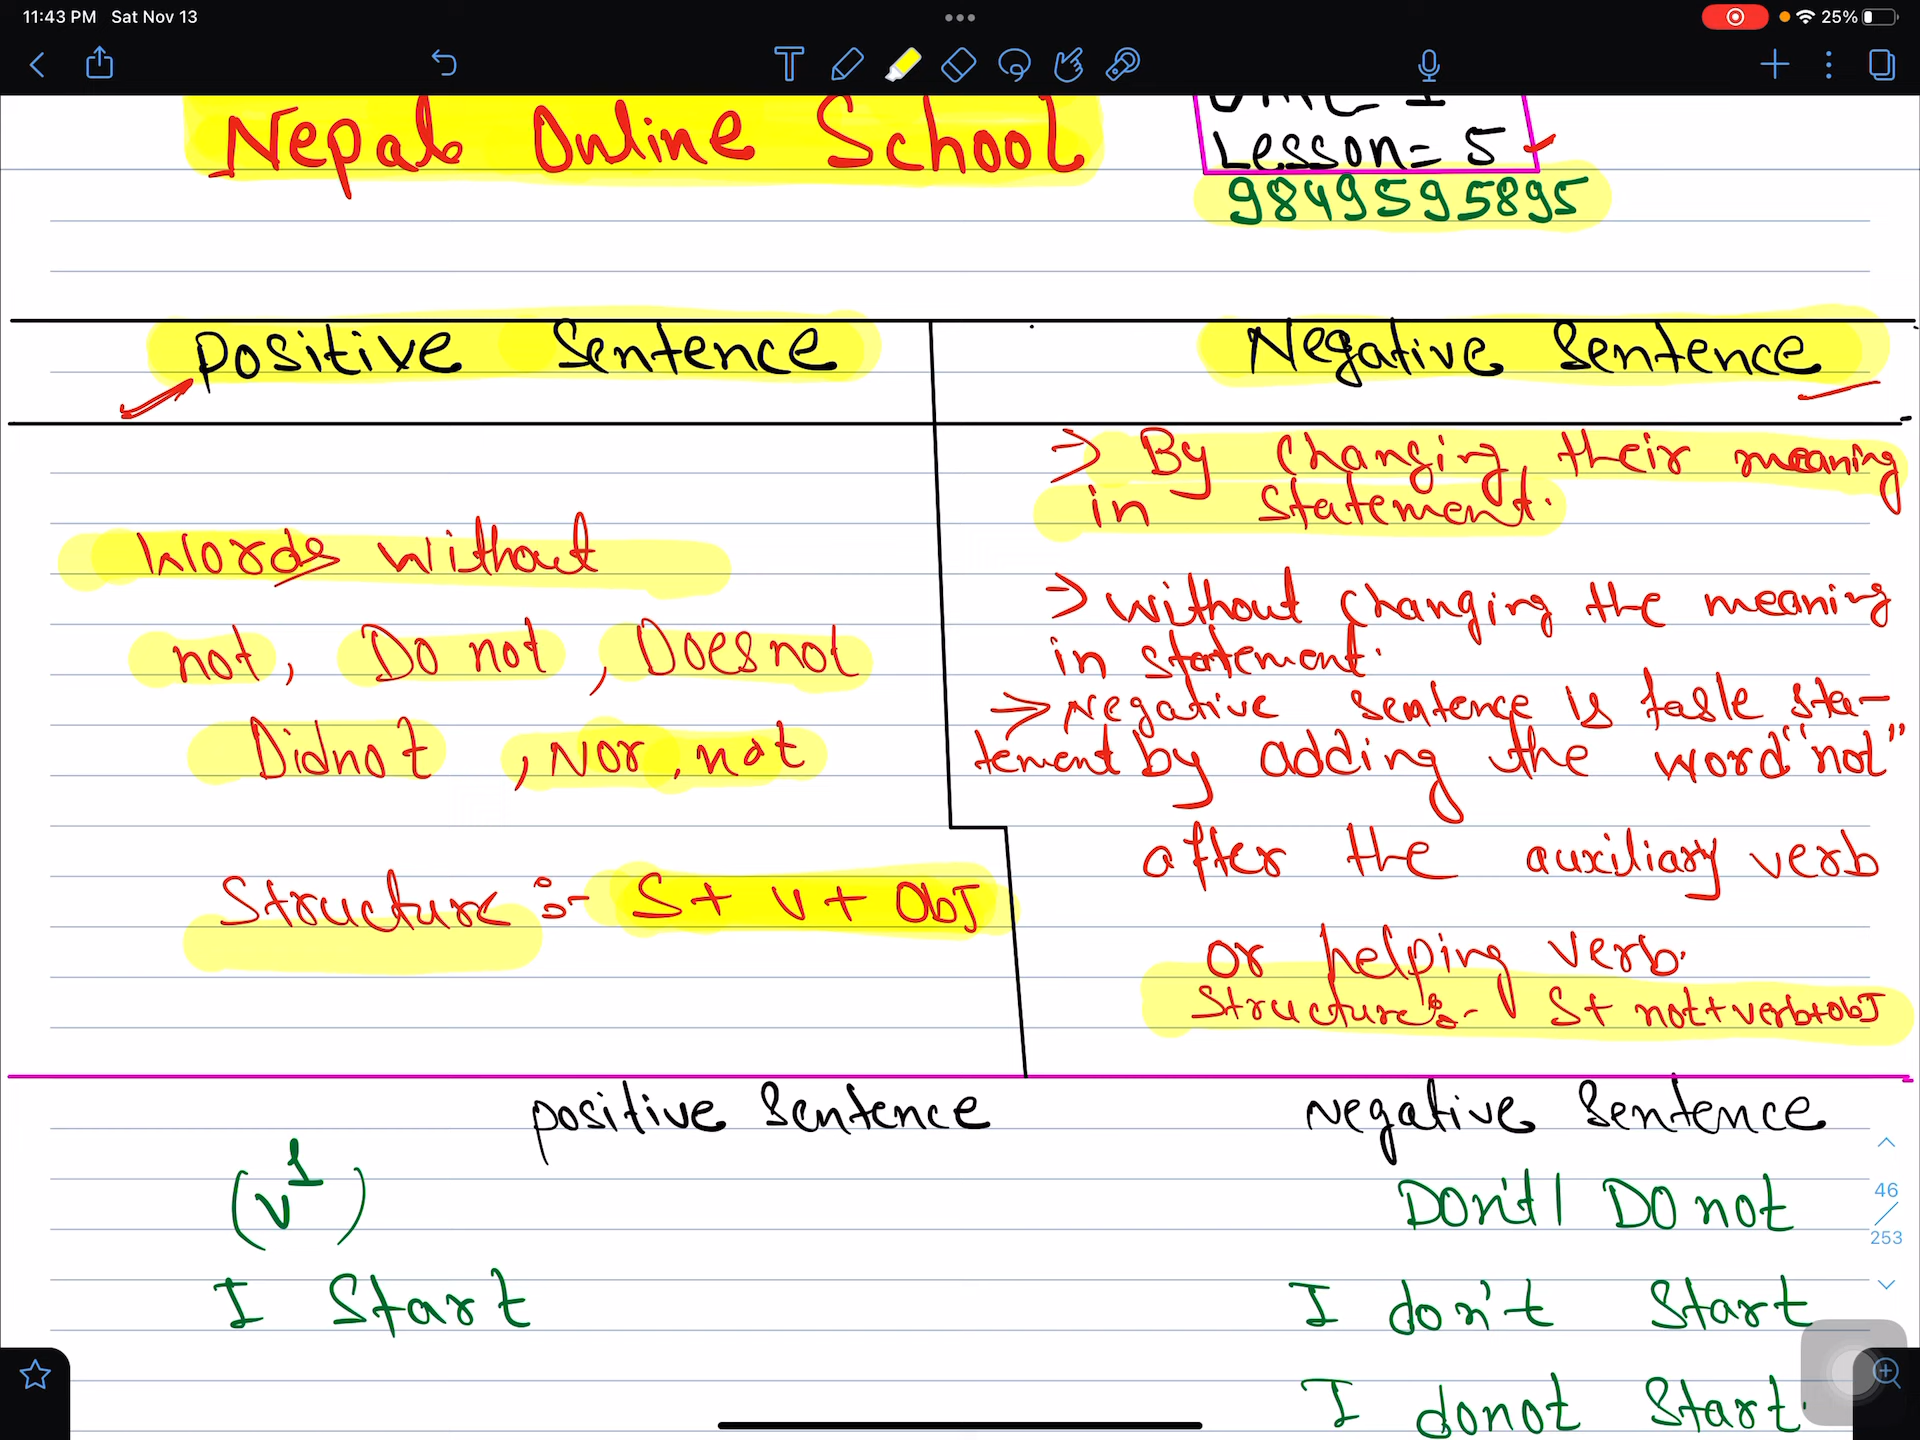 11:43 PM Sat Nov 13
25%
Nepal Online School
Lesson= 5
9849595895
Positive Sentence
Negative Sentence
Words without
not, Do not, Does not
Didnot, Nor, not
Structure:- S+ V+ Obj
→ By changing their meaning
in statement.
→ without changing the meaning
in statement.
→ Negative sentence is fasle sta-
tement by adding the word "not"
after the auxiliary verb
or helping verb.
Structure:- S+ not+verb+obj
positive Sentence
negative Sentence
(v1)
Don't| DO not
I Start
I don't Start
I donot Start.
46
253